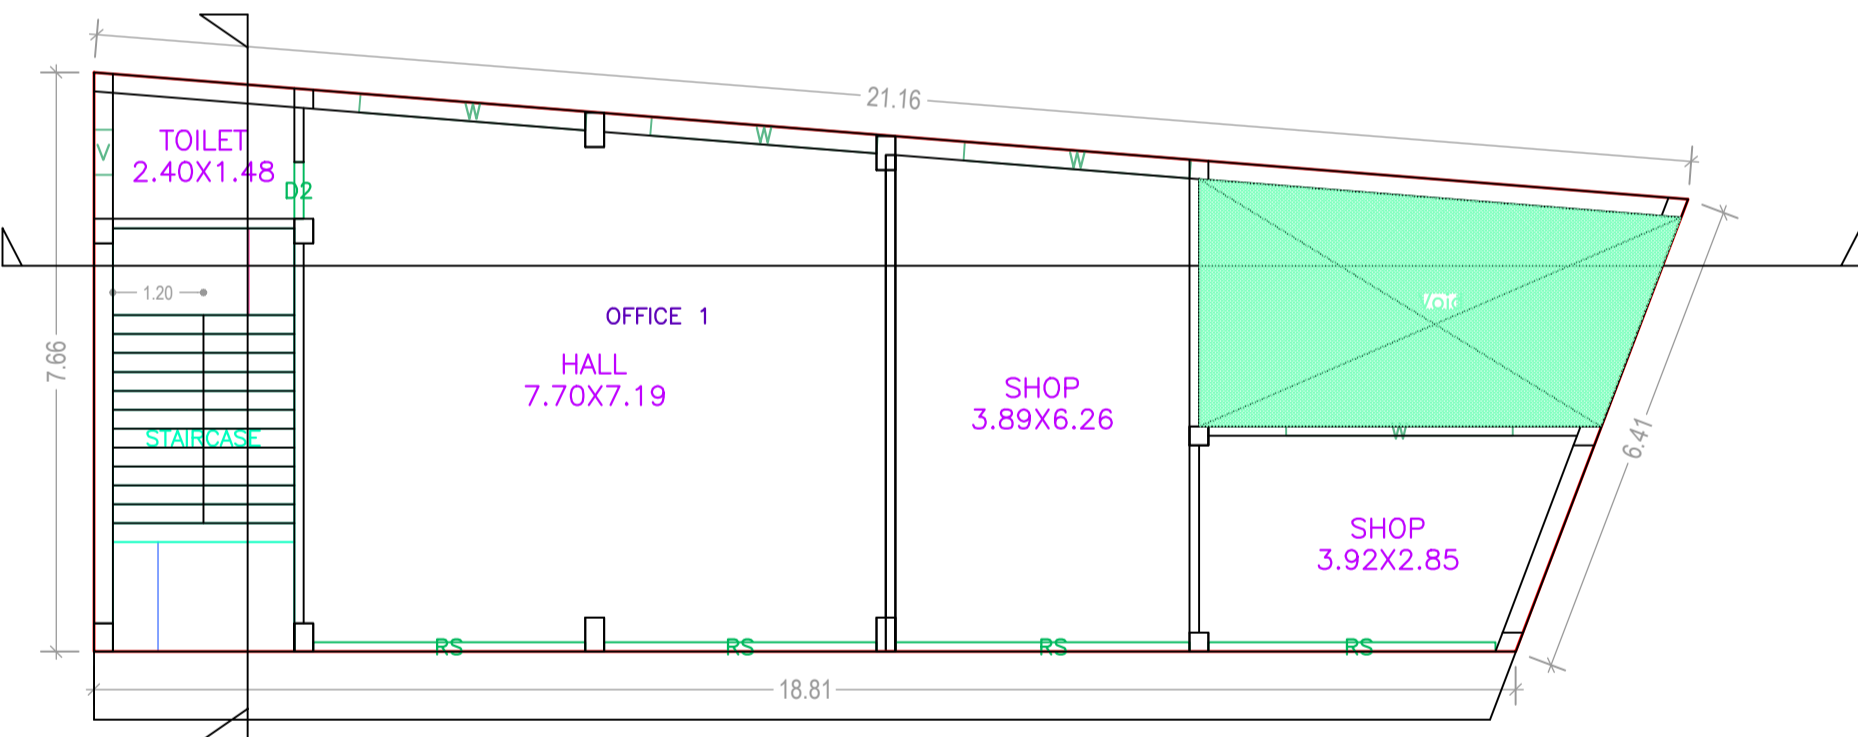 21.16
W
W
W
TOILET
2.40X1.48
V
D2
1.20
OFFICE 1
Void
7.66
HALL
7.70X7.19
SHOP
3.89X6.26
STAIRCASE
W
6.41
SHOP
3.92X2.85
RS
RS
RS
RS
18.81